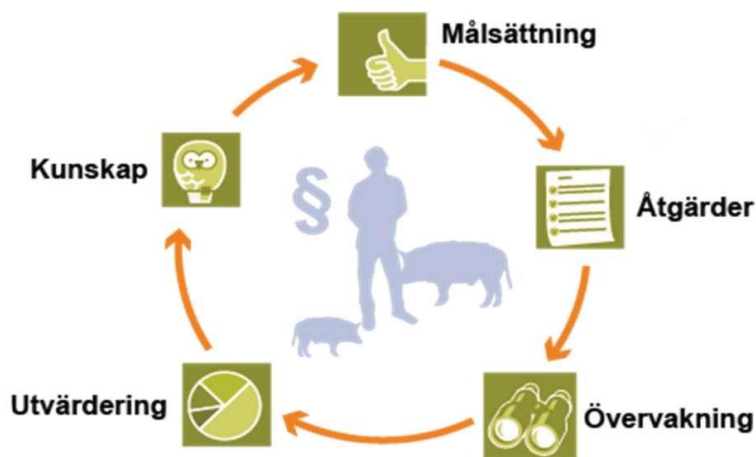 Målsättning
Kunskap
§
Åtgärder
Utvärdering
Övervakning